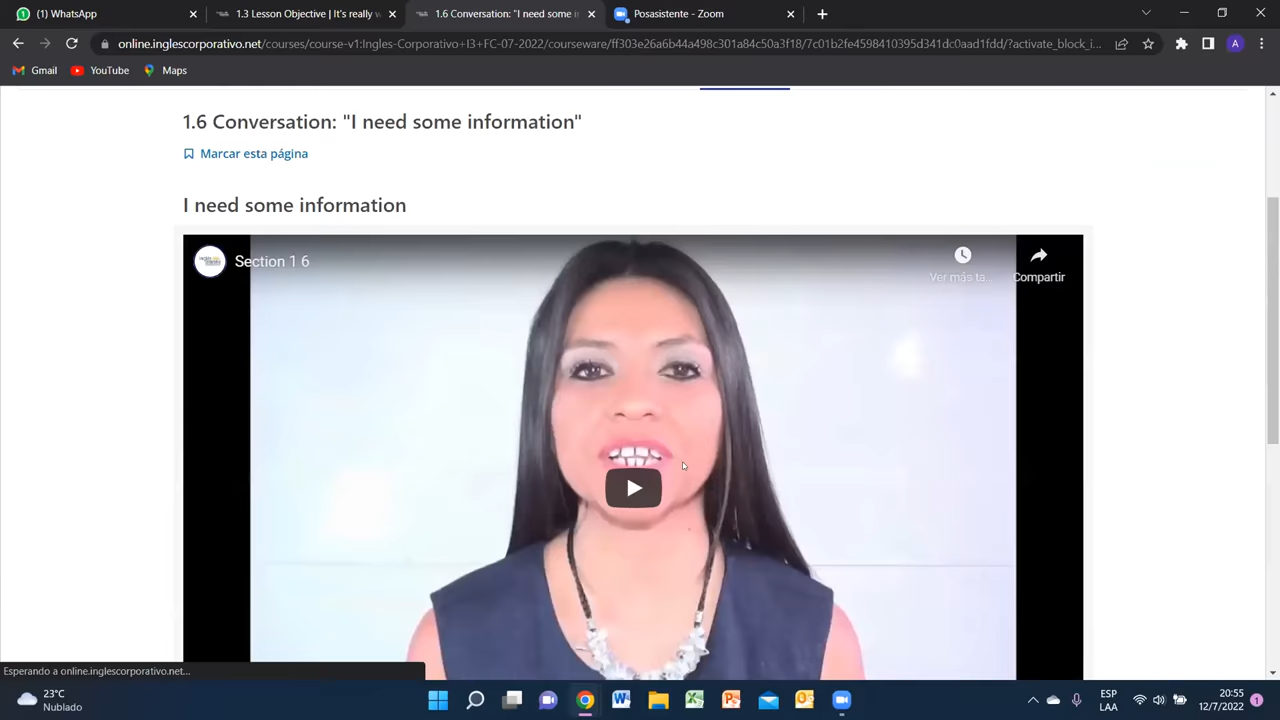 (1) WhatsApp
1.3 Lesson Objective | It's really w
1.6 Conversation: "I need some in
Posasistente - Zoom
online.inglescorporativo.net/courses/course-v1:Ingles-Corporativo+I3+FC-07-2022/courseware/ff303e26a6b44a498c301a84c50a3f18/7c01b2fe4598410395d341dc0aad1fdd/?activate_block_i...
A
Gmail
YouTube
Maps
1.6 Conversation: "I need some information"
Marcar esta página
I need some information
Section 1 6
Ver más ta...
Compartir
Esperando a online.inglescorporativo.net...
23°C
Nublado
ESP
LAA
20:55
12/7/2022
1